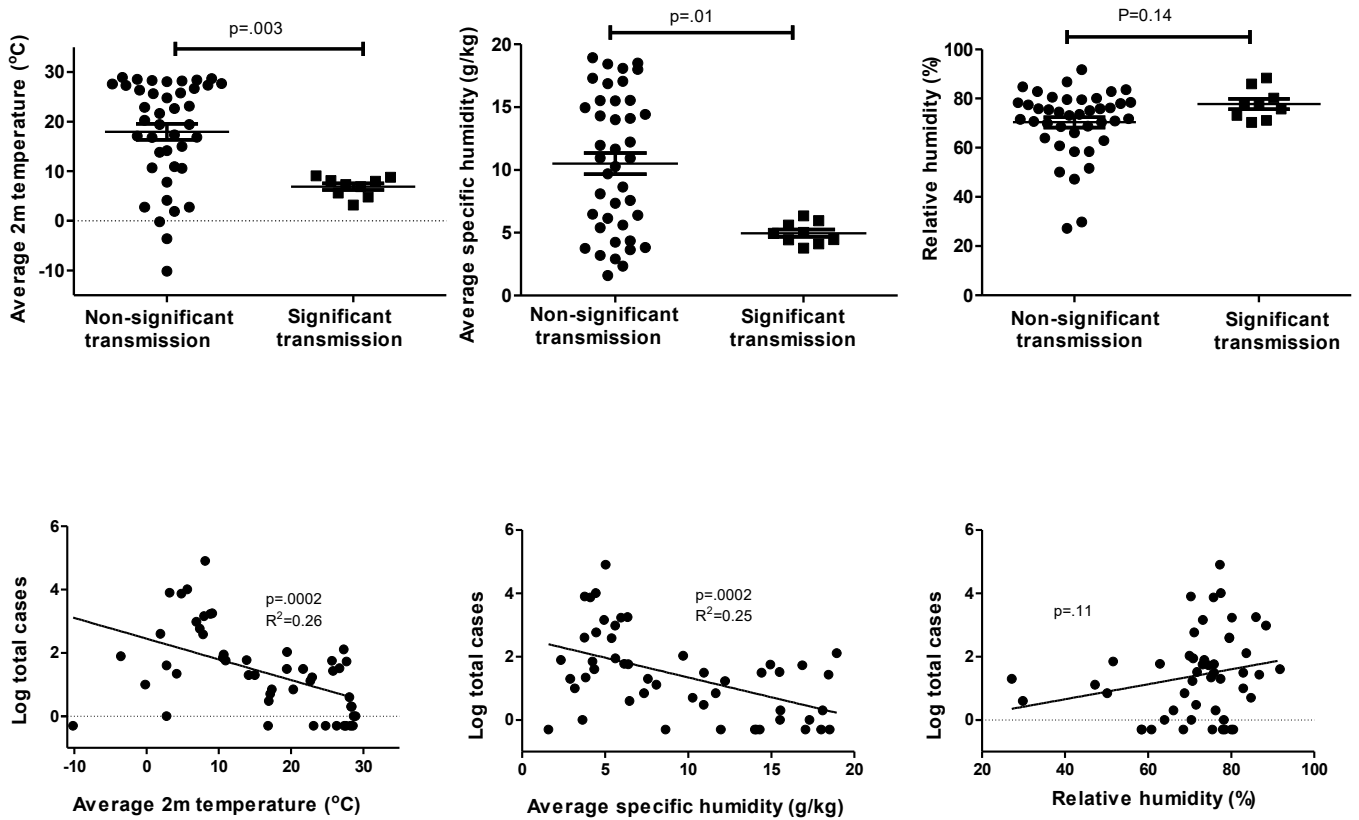 p=.003
Average 2m temperature (°C)
30
20
10
0
-10
Non-significant
transmission
Significant
transmission
p=.01
Average specific humidity (g/kg)
20
15
10
5
0
Non-significant
transmission
Significant
transmission
P=0.14
Relative humidity (%)
100
80
60
40
20
0
Non-significant
transmission
Significant
transmission
Log total cases
6
4
2
0
p=.0002
R²=0.26
-10 0 10 20 30
Average 2m temperature (°C)
Log total cases
6
4
2
0
p=.0002
R²=0.25
0 5 10 15 20
Average specific humidity (g/kg)
Log total cases
6
4
2
0
p=.11
20 40 60 80 100
Relative humidity (%)